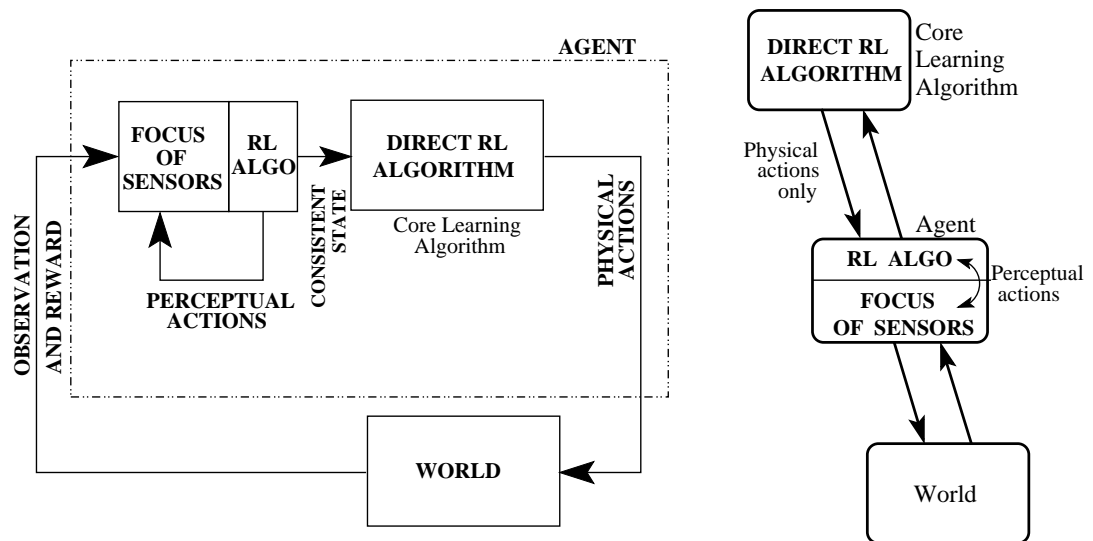 AGENT
FOCUS
OF
SENSORS
RL
ALGO
DIRECT RL
ALGORITHM
Core Learning
Algorithm
PERCEPTUAL
ACTIONS
CONSISTENT
STATE
PHYSICAL
ACTIONS
OBSERVATION
AND REWARD
WORLD
DIRECT RL
ALGORITHM
Core
Learning
Algorithm
Physical
actions
only
Agent
RL ALGO
FOCUS
OF SENSORS
Perceptual
actions
World